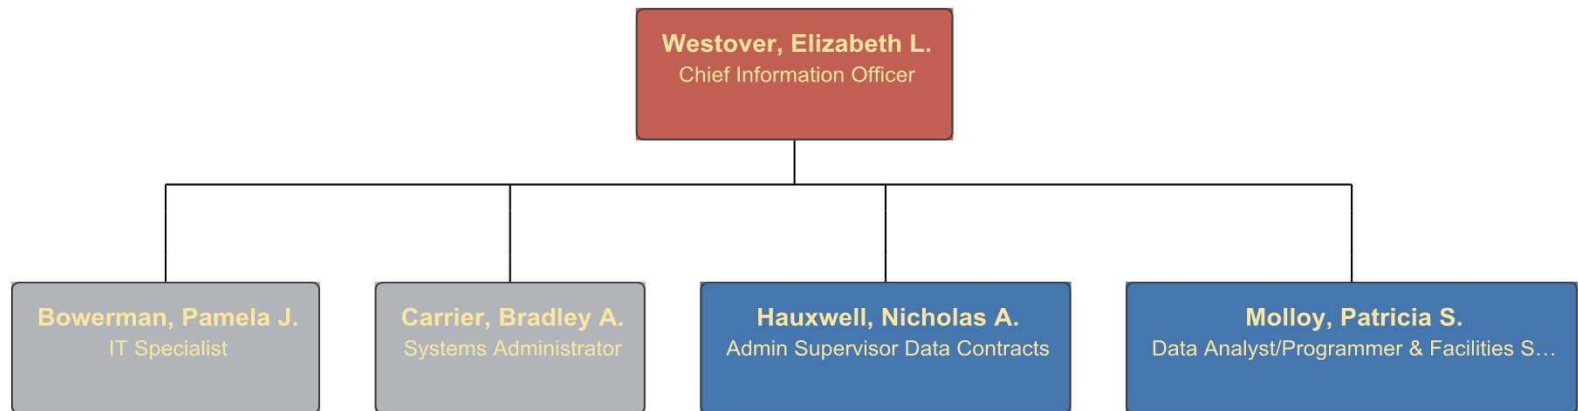 Westover, Elizabeth L.
Chief Information Officer
Bowerman, Pamela J.
IT Specialist
Carrier, Bradley A.
Systems Administrator
Hauxwell, Nicholas A.
Admin Supervisor Data Contracts
Molloy, Patricia S.
Data Analyst/Programmer & Facilities S…